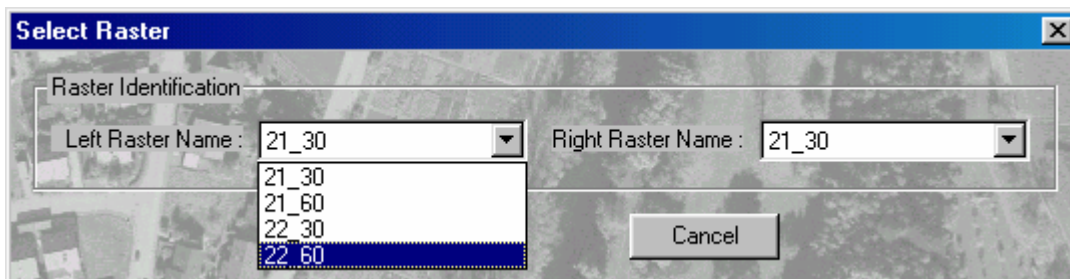 Select Raster
Raster Identification
Left Raster Name : 21_30 Right Raster Name : 21_30
21_30
21_60
22_30
22_60
Cancel